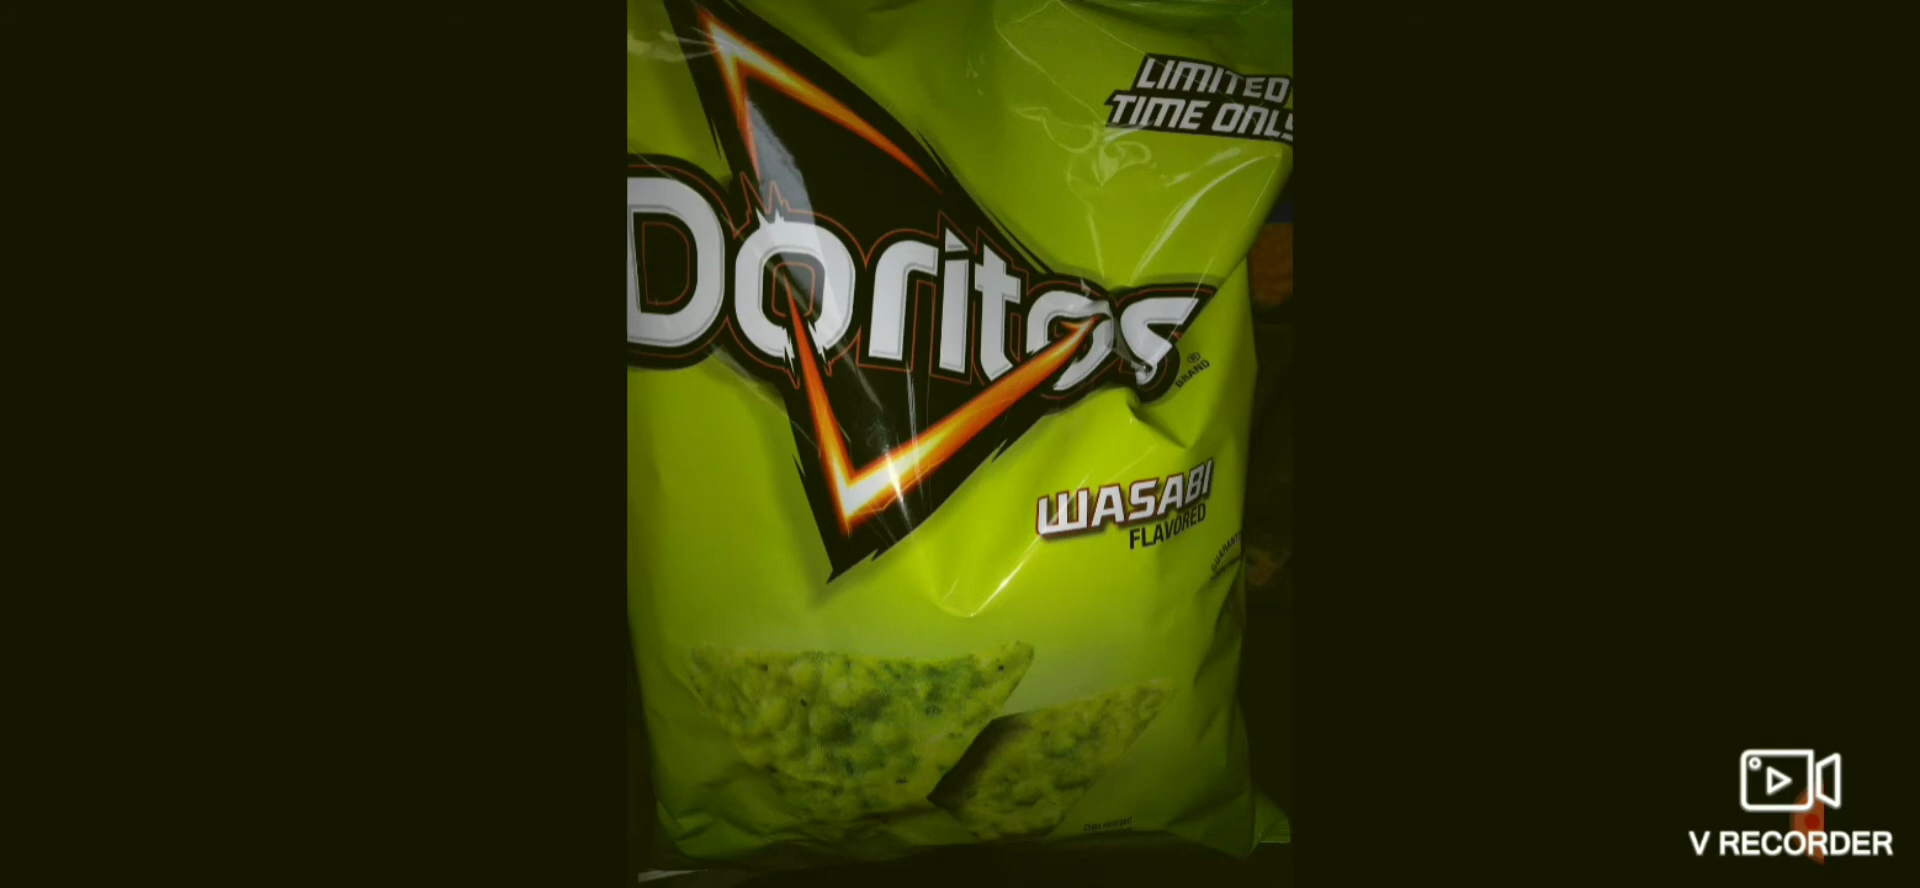 LIMITED
TIME ONLY
Doritos
® BRAND
WASABI
FLAVORED
V RECORDER